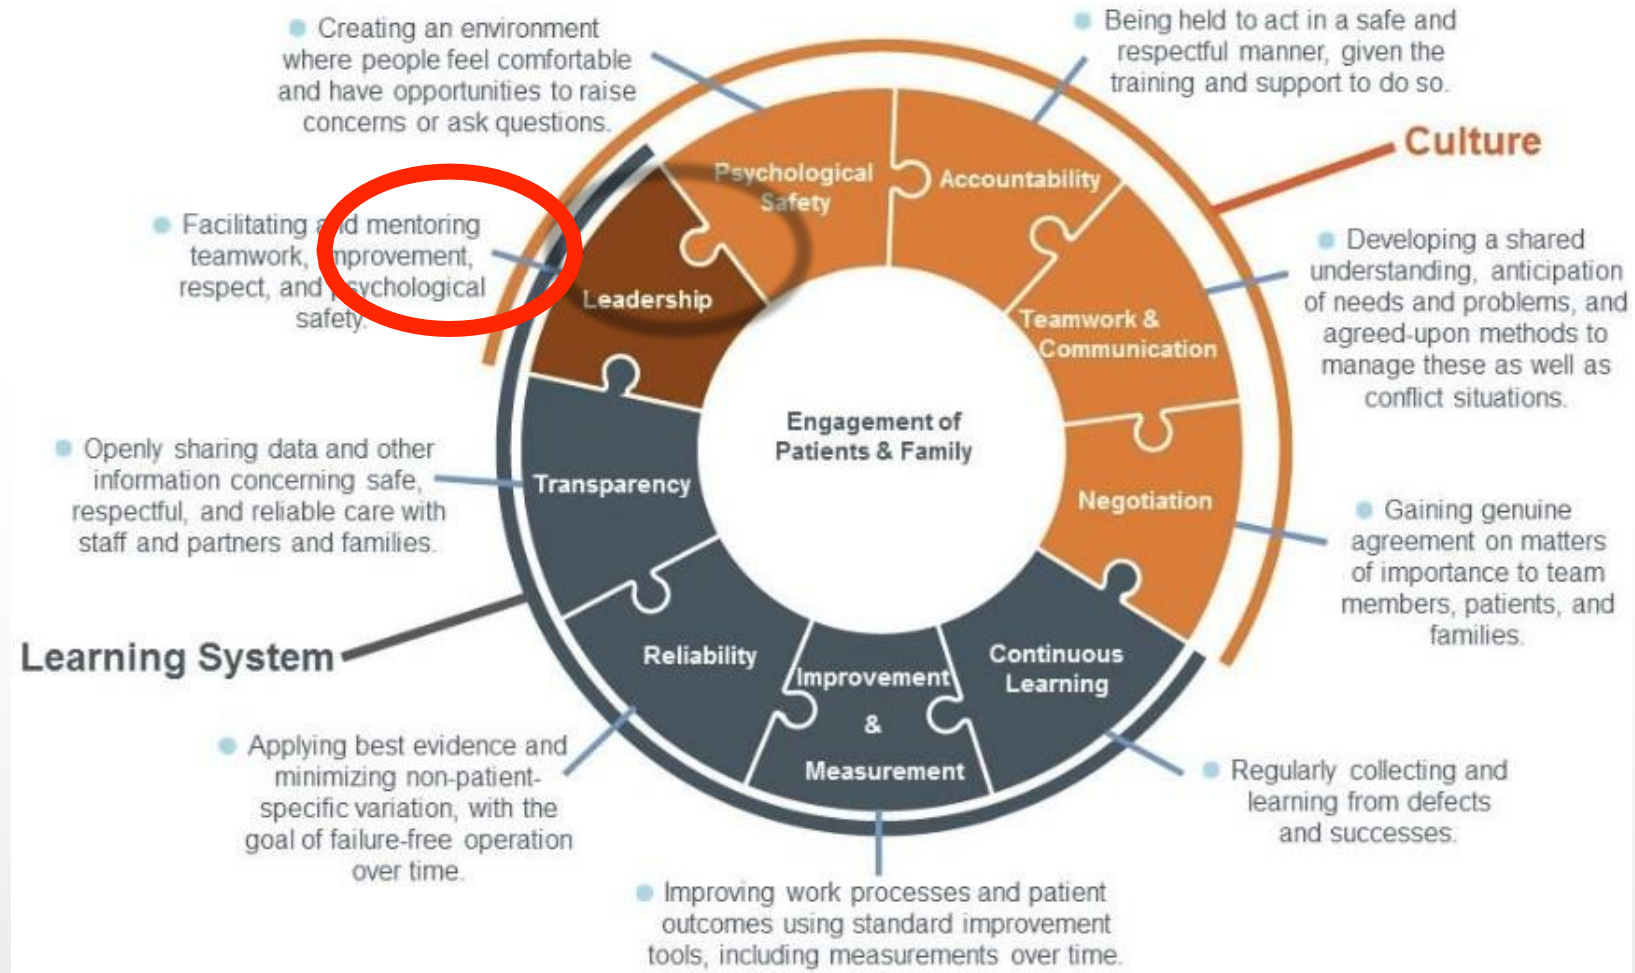 Creating an environment
where people feel comfortable
and have opportunities to raise
concerns or ask questions.
Being held to act in a safe and
respectful manner, given the
training and support to do so.
Culture
Psychological
Safety
Accountability
Facilitating and mentoring
teamwork, improvement,
respect, and psychological
safety.
Leadership
Teamwork &
Communication
Developing a shared
understanding, anticipation
of needs and problems, and
agreed-upon methods to
manage these as well as
conflict situations.
Engagement of
Patients & Family
Openly sharing data and other
information concerning safe,
respectful, and reliable care with
staff and partners and families.
Transparency
Negotiation
Gaining genuine
agreement on matters
of importance to team
members, patients, and
families.
Learning System
Reliability
Improvement
&
Measurement
Continuous
Learning
Applying best evidence and
minimizing non-patient-
specific variation, with the
goal of failure-free operation
over time.
Regularly collecting and
learning from defects
and successes.
Improving work processes and patient
outcomes using standard improvement
tools, including measurements over time.